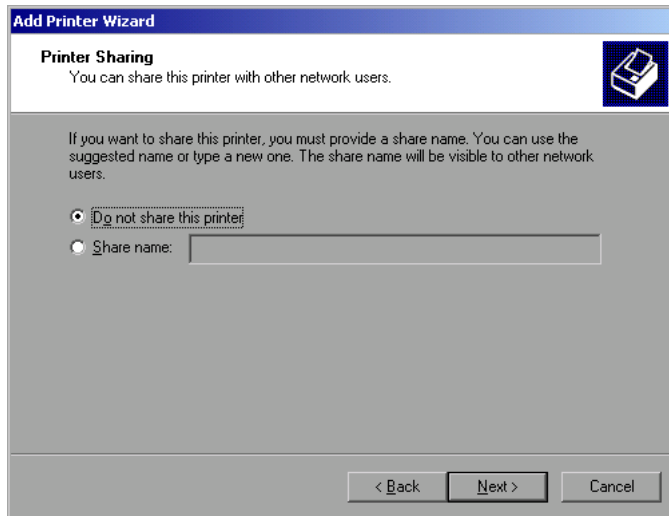 Add Printer Wizard
Printer Sharing
You can share this printer with other network users.
If you want to share this printer, you must provide a share name. You can use the
suggested name or type a new one. The share name will be visible to other network
users.
Do not share this printer
Share name:
< Back
Next >
Cancel